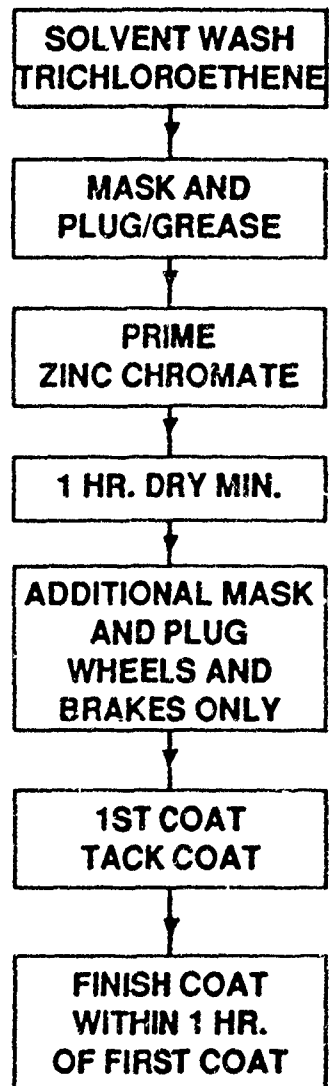 SOLVENT WASH
TRICHLOROETHENE
MASK AND
PLUG/GREASE
PRIME
ZINC CHROMATE
1 HR. DRY MIN.
ADDITIONAL MASK
AND PLUG
WHEELS AND
BRAKES ONLY
1ST COAT
TACK COAT
FINISH COAT
WITHIN 1 HR.
OF FIRST COAT